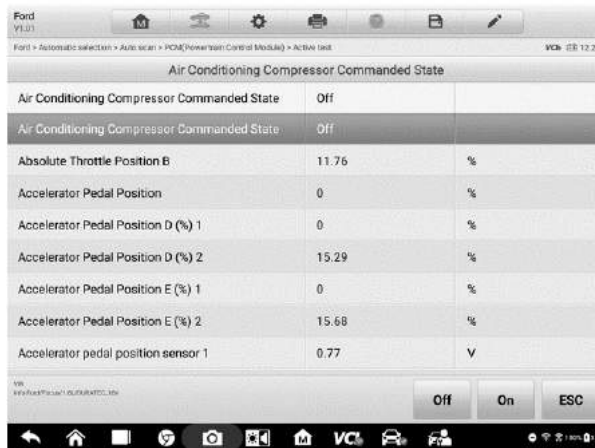 Ford
V1.01
Ford > Automatic selection > Auto scan > PCM(Powertrain Control Module) > Active test
Air Conditioning Compressor Commanded State
Air Conditioning Compressor Commanded State Off
Air Conditioning Compressor Commanded State Off
Absolute Throttle Position B 11.76 %
Accelerator Pedal Position 0 %
Accelerator Pedal Position D (%) 1 0 %
Accelerator Pedal Position D (%) 2 15.29 %
Accelerator Pedal Position E (%) 1 0 %
Accelerator Pedal Position E (%) 2 15.68 %
Accelerator pedal position sensor 1 0.77 V
VIN
Off On ESC
M VCI